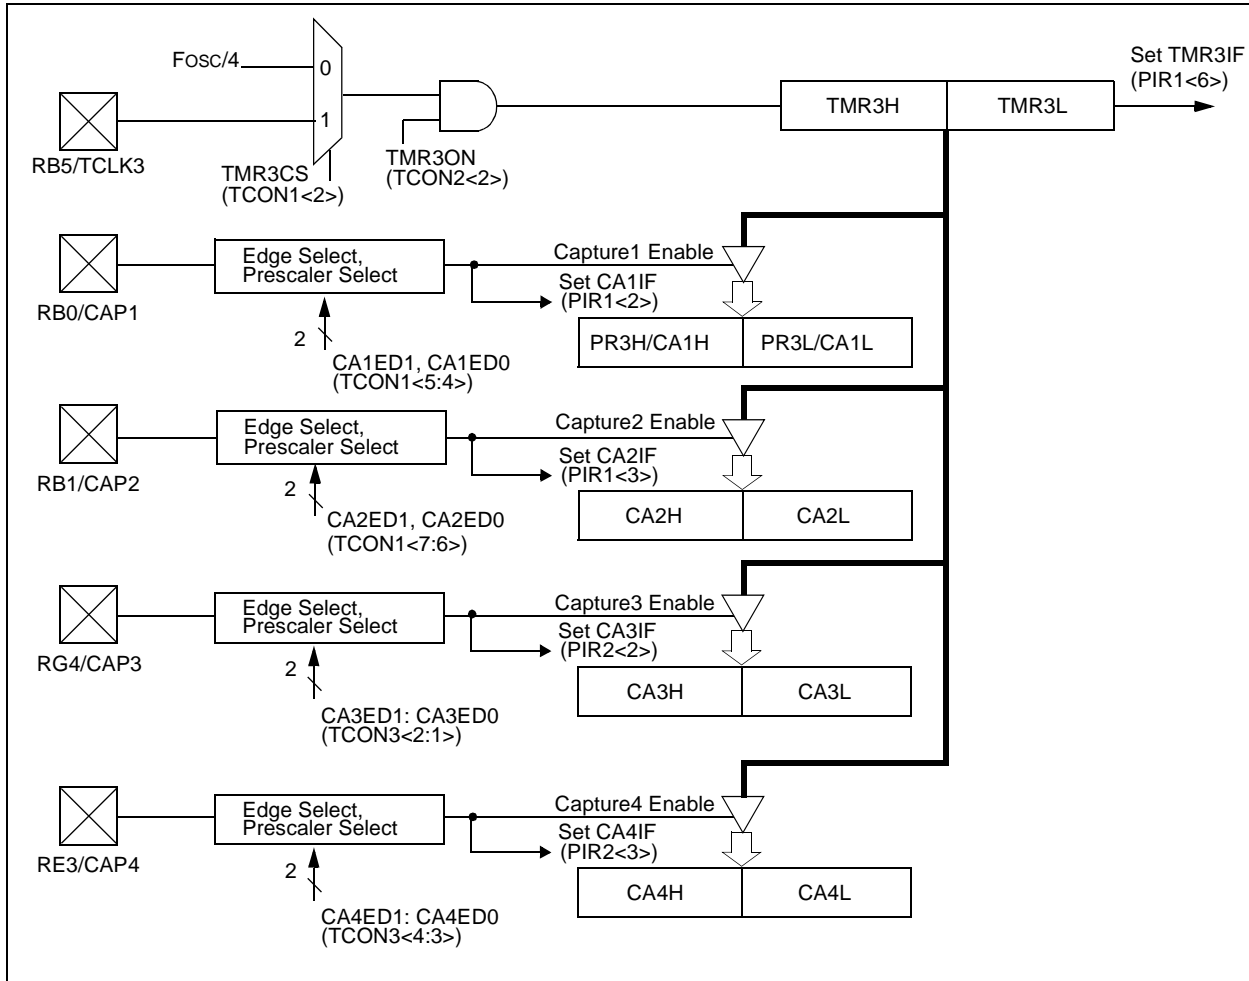 Set TMR3IF
(PIR1<6>)
FOSC/4
0
1
TMR3H
TMR3L
RB5/TCLK3
TMR3CS
(TCON1<2>)
TMR3ON
(TCON2<2>)
Edge Select,
Prescaler Select
Capture1 Enable
Set CA1IF
(PIR1<2>)
RB0/CAP1
2
PR3H/CA1H
PR3L/CA1L
CA1ED1, CA1ED0
(TCON1<5:4>)
Edge Select,
Prescaler Select
Capture2 Enable
Set CA2IF
(PIR1<3>)
RB1/CAP2
2
CA2H
CA2L
CA2ED1, CA2ED0
(TCON1<7:6>)
Edge Select,
Prescaler Select
Capture3 Enable
Set CA3IF
(PIR2<2>)
RG4/CAP3
2
CA3H
CA3L
CA3ED1: CA3ED0
(TCON3<2:1>)
Edge Select,
Prescaler Select
Capture4 Enable
Set CA4IF
(PIR2<3>)
RE3/CAP4
2
CA4H
CA4L
CA4ED1: CA4ED0
(TCON3<4:3>)